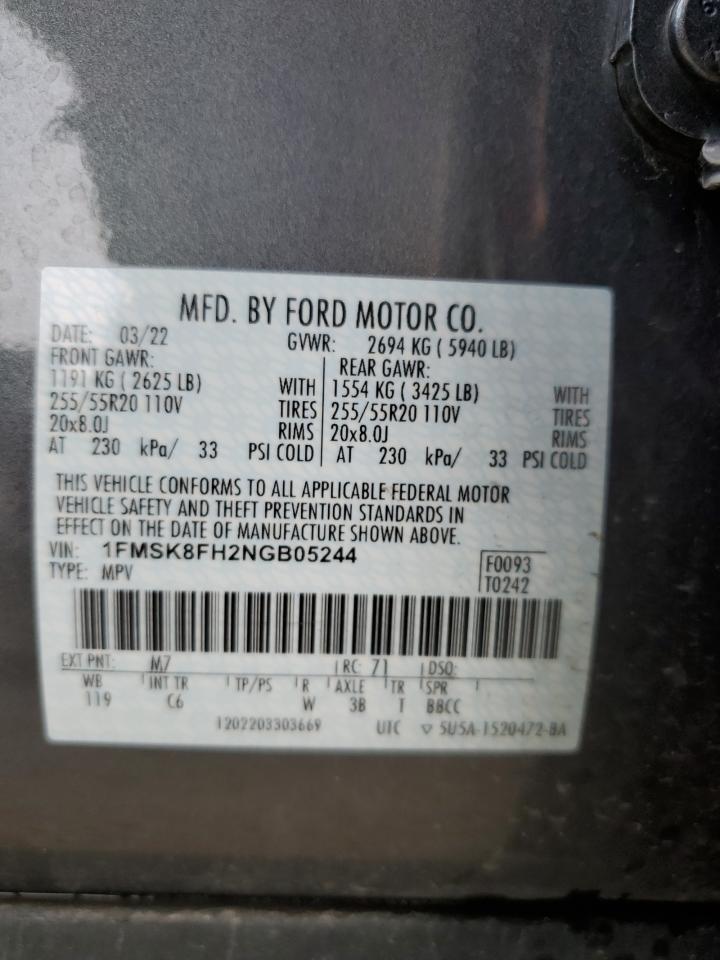 MFD. BY FORD MOTOR CO.
DATE: 03/22 GVWR: 2694 KG ( 5940 LB)
FRONT GAWR: REAR GAWR:
1191 KG ( 2625 LB) WITH 1554 KG ( 3425 LB) WITH
255/55R20 110V TIRES 255/55R20 110V TIRES
20x8.0J RIMS 20x8.0J RIMS
AT 230 kPa/ 33 PSI COLD AT 230 kPa/ 33 PSI COLD
THIS VEHICLE CONFORMS TO ALL APPLICABLE FEDERAL MOTOR
VEHICLE SAFETY AND THEFT PREVENTION STANDARDS IN
EFFECT ON THE DATE OF MANUFACTURE SHOWN ABOVE.
VIN: 1FMSK8FH2NGB05244 F0093
TYPE: MPV T0242
EXT PNT: M7 RC: 71 DSO:
WB INT TR TP/PS R AXLE TR SPR
119 C6 W 3B T BBCC
1202203303669 UTC ▽ 5U5A-1520472-BA